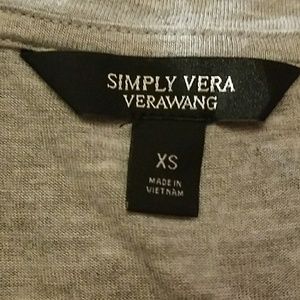 SIMPLY VERA
VERAWANG
XS
MADE IN
VIETNAM